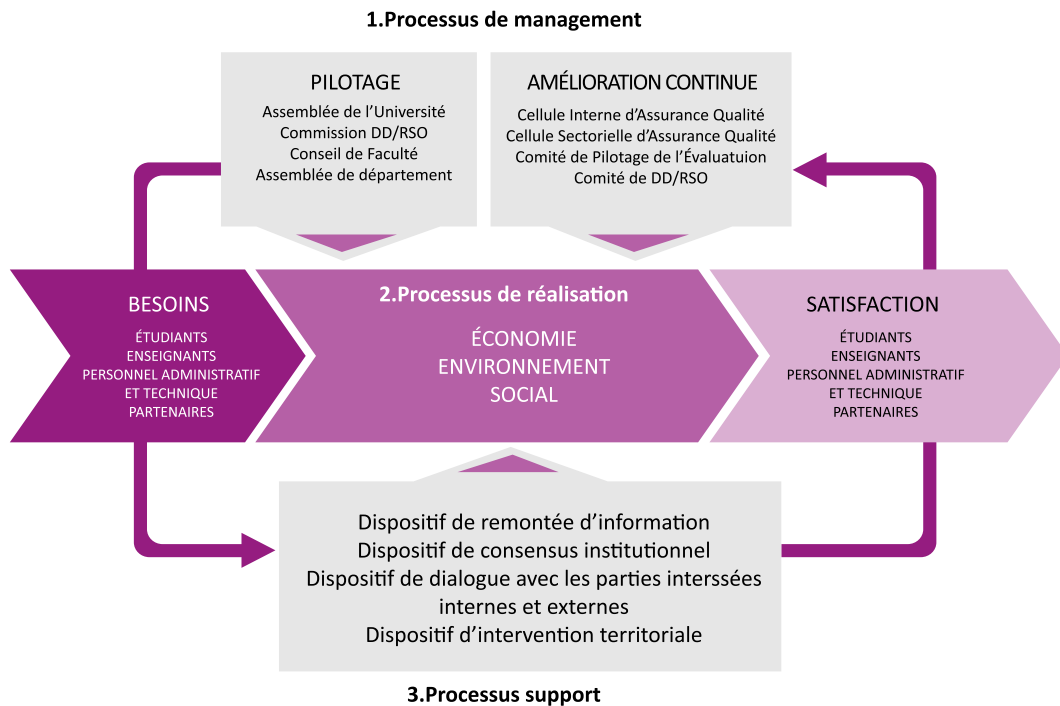 1.Processus de management
PILOTAGE
Assemblée de l’Université
Commission DD/RSO
Conseil de Faculté
Assemblée de département
AMÉLIORATION CONTINUE
Cellule Interne d’Assurance Qualité
Cellule Sectorielle d’Assurance Qualité
Comité de Pilotage de l’Évaluatuion
Comité de DD/RSO
BESOINS
ÉTUDIANTS
ENSEIGNANTS
PERSONNEL ADMINISTRATIF
ET TECHNIQUE
PARTENAIRES
2.Processus de réalisation
ÉCONOMIE
ENVIRONNEMENT
SOCIAL
SATISFACTION
ÉTUDIANTS
ENSEIGNANTS
PERSONNEL ADMINISTRATIF
ET TECHNIQUE
PARTENAIRES
Dispositif de remontée d’information
Dispositif de consensus institutionnel
Dispositif de dialogue avec les parties interssées
internes et externes
Dispositif d’intervention territoriale
3.Processus support